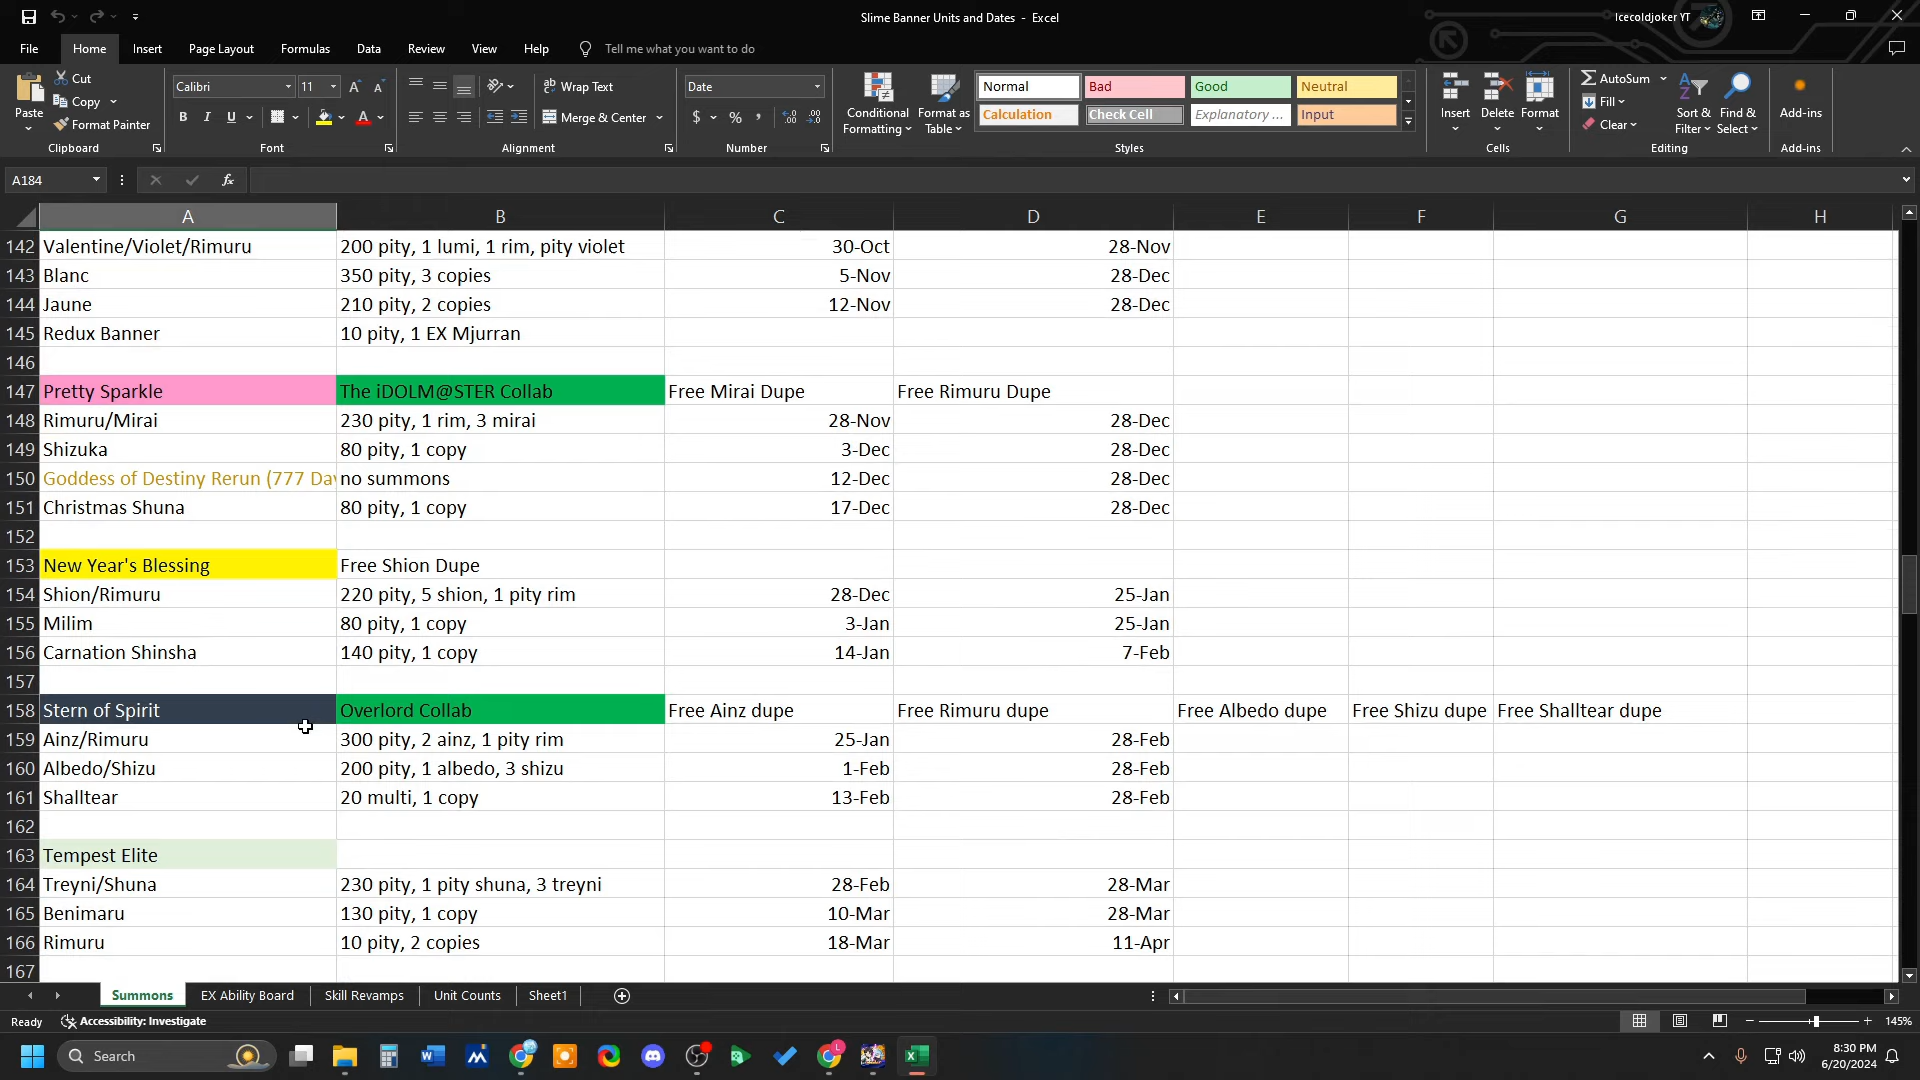 Slime Banner Units and Dates - Excel
Icecoldjoker YT
File Home Insert Page Layout Formulas Data Review View Help Tell me what you want to do
Paste
Cut
Copy
Format Painter
Clipboard
Calibri 11
B I U
Font
Wrap Text
Merge & Center
Alignment
Date
$ % ,
Number
Conditional Formatting
Format as Table
Normal Bad Good Neutral
Calculation Check Cell Explanatory ... Input
Styles
Insert Delete Format
Cells
AutoSum
Fill
Clear
Sort & Filter
Find & Select
Editing
Add-ins
Add-ins
A184 fx
A B C D E F G H
142 Valentine/Violet/Rimuru 200 pity, 1 lumi, 1 rim, pity violet 30-Oct 28-Nov
143 Blanc 350 pity, 3 copies 5-Nov 28-Dec
144 Jaune 210 pity, 2 copies 12-Nov 28-Dec
145 Redux Banner 10 pity, 1 EX Mjurran
146
147 Pretty Sparkle The iDOLM@STER Collab Free Mirai Dupe Free Rimuru Dupe
148 Rimuru/Mirai 230 pity, 1 rim, 3 mirai 28-Nov 28-Dec
149 Shizuka 80 pity, 1 copy 3-Dec 28-Dec
150 Goddess of Destiny Rerun (777 Day no summons 12-Dec 28-Dec
151 Christmas Shuna 80 pity, 1 copy 17-Dec 28-Dec
152
153 New Year's Blessing Free Shion Dupe
154 Shion/Rimuru 220 pity, 5 shion, 1 pity rim 28-Dec 25-Jan
155 Milim 80 pity, 1 copy 3-Jan 25-Jan
156 Carnation Shinsha 140 pity, 1 copy 14-Jan 7-Feb
157
158 Stern of Spirit Overlord Collab Free Ainz dupe Free Rimuru dupe Free Albedo dupe Free Shizu dupe Free Shalltear dupe
159 Ainz/Rimuru 300 pity, 2 ainz, 1 pity rim 25-Jan 28-Feb
160 Albedo/Shizu 200 pity, 1 albedo, 3 shizu 1-Feb 28-Feb
161 Shalltear 20 multi, 1 copy 13-Feb 28-Feb
162
163 Tempest Elite
164 Treyni/Shuna 230 pity, 1 pity shuna, 3 treyni 28-Feb 28-Mar
165 Benimaru 130 pity, 1 copy 10-Mar 28-Mar
166 Rimuru 10 pity, 2 copies 18-Mar 11-Apr
167
Summons EX Ability Board Skill Revamps Unit Counts Sheet1
Ready Accessibility: Investigate 145%
Search
8:30 PM
6/20/2024